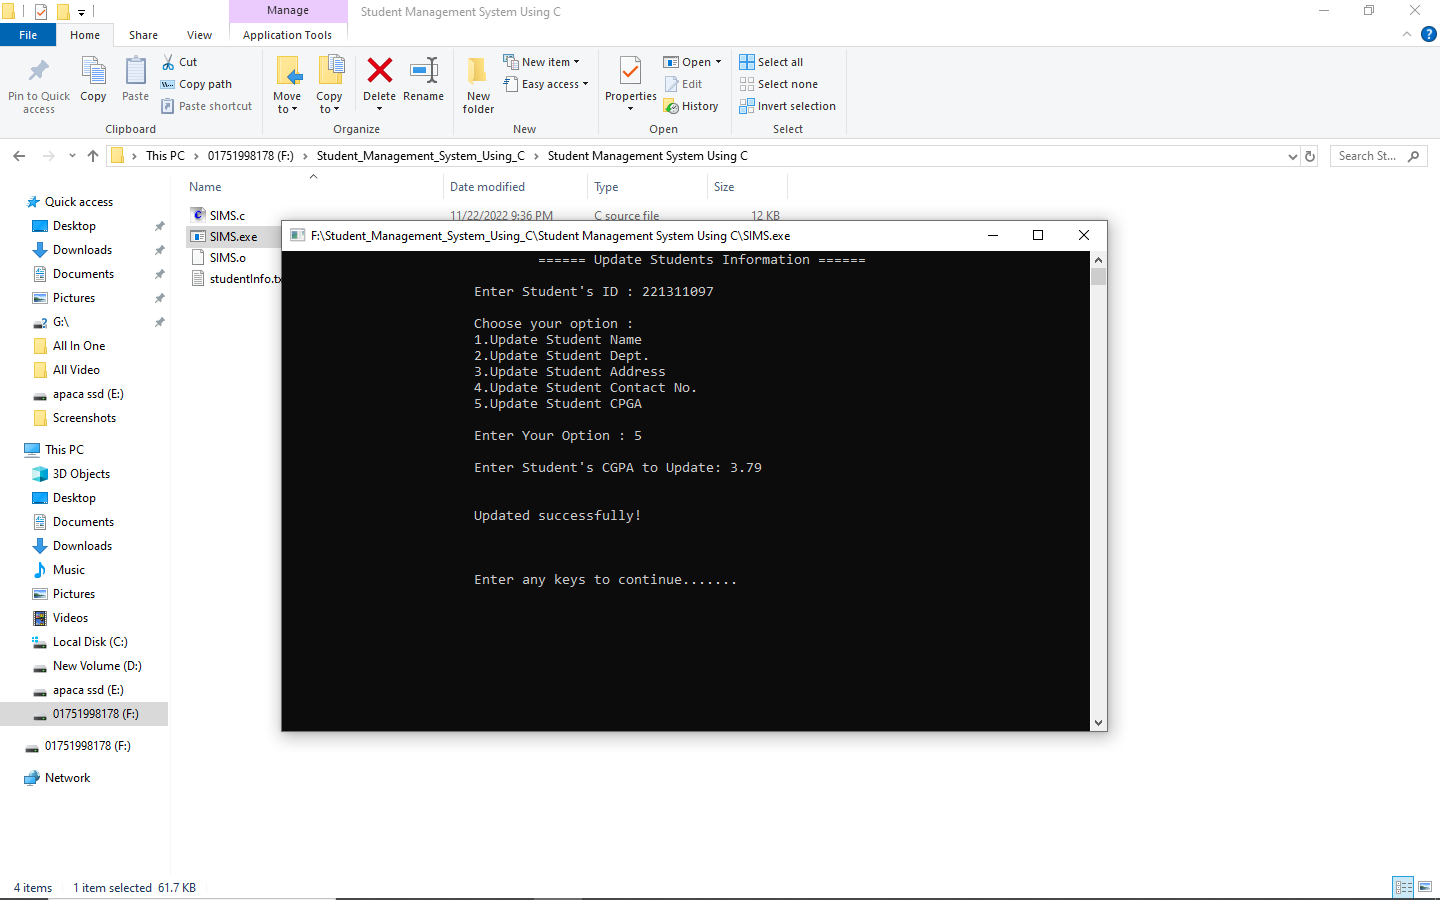 Manage
Student Management System Using C
File
Home
Share
View
Application Tools
Pin to Quick access
Copy
Paste
Cut
Copy path
Paste shortcut
Clipboard
Move to
Copy to
Delete
Rename
Organize
New folder
New item
Easy access
New
Properties
Open
Edit
History
Open
Select all
Select none
Invert selection
Select
This PC > 01751998178 (F:) > Student_Management_System_Using_C > Student Management System Using C
Search St...
Name
Date modified
Type
Size
SIMS.c 11/22/2022 9:36 PM C source file 12 KB
SIMS.exe
SIMS.o
studentInfo.tx
Quick access
Desktop
Downloads
Documents
Pictures
G:\
All In One
All Video
apaca ssd (E:)
Screenshots
This PC
3D Objects
Desktop
Documents
Downloads
Music
Pictures
Videos
Local Disk (C:)
New Volume (D:)
apaca ssd (E:)
01751998178 (F:)
01751998178 (F:)
Network
F:\Student_Management_System_Using_C\Student Management System Using C\SIMS.exe
====== Update Students Information ======
Enter Student's ID : 221311097
Choose your option :
1.Update Student Name
2.Update Student Dept.
3.Update Student Address
4.Update Student Contact No.
5.Update Student CPGA
Enter Your Option : 5
Enter Student's CGPA to Update: 3.79
Updated successfully!
Enter any keys to continue.......
4 items 1 item selected 61.7 KB